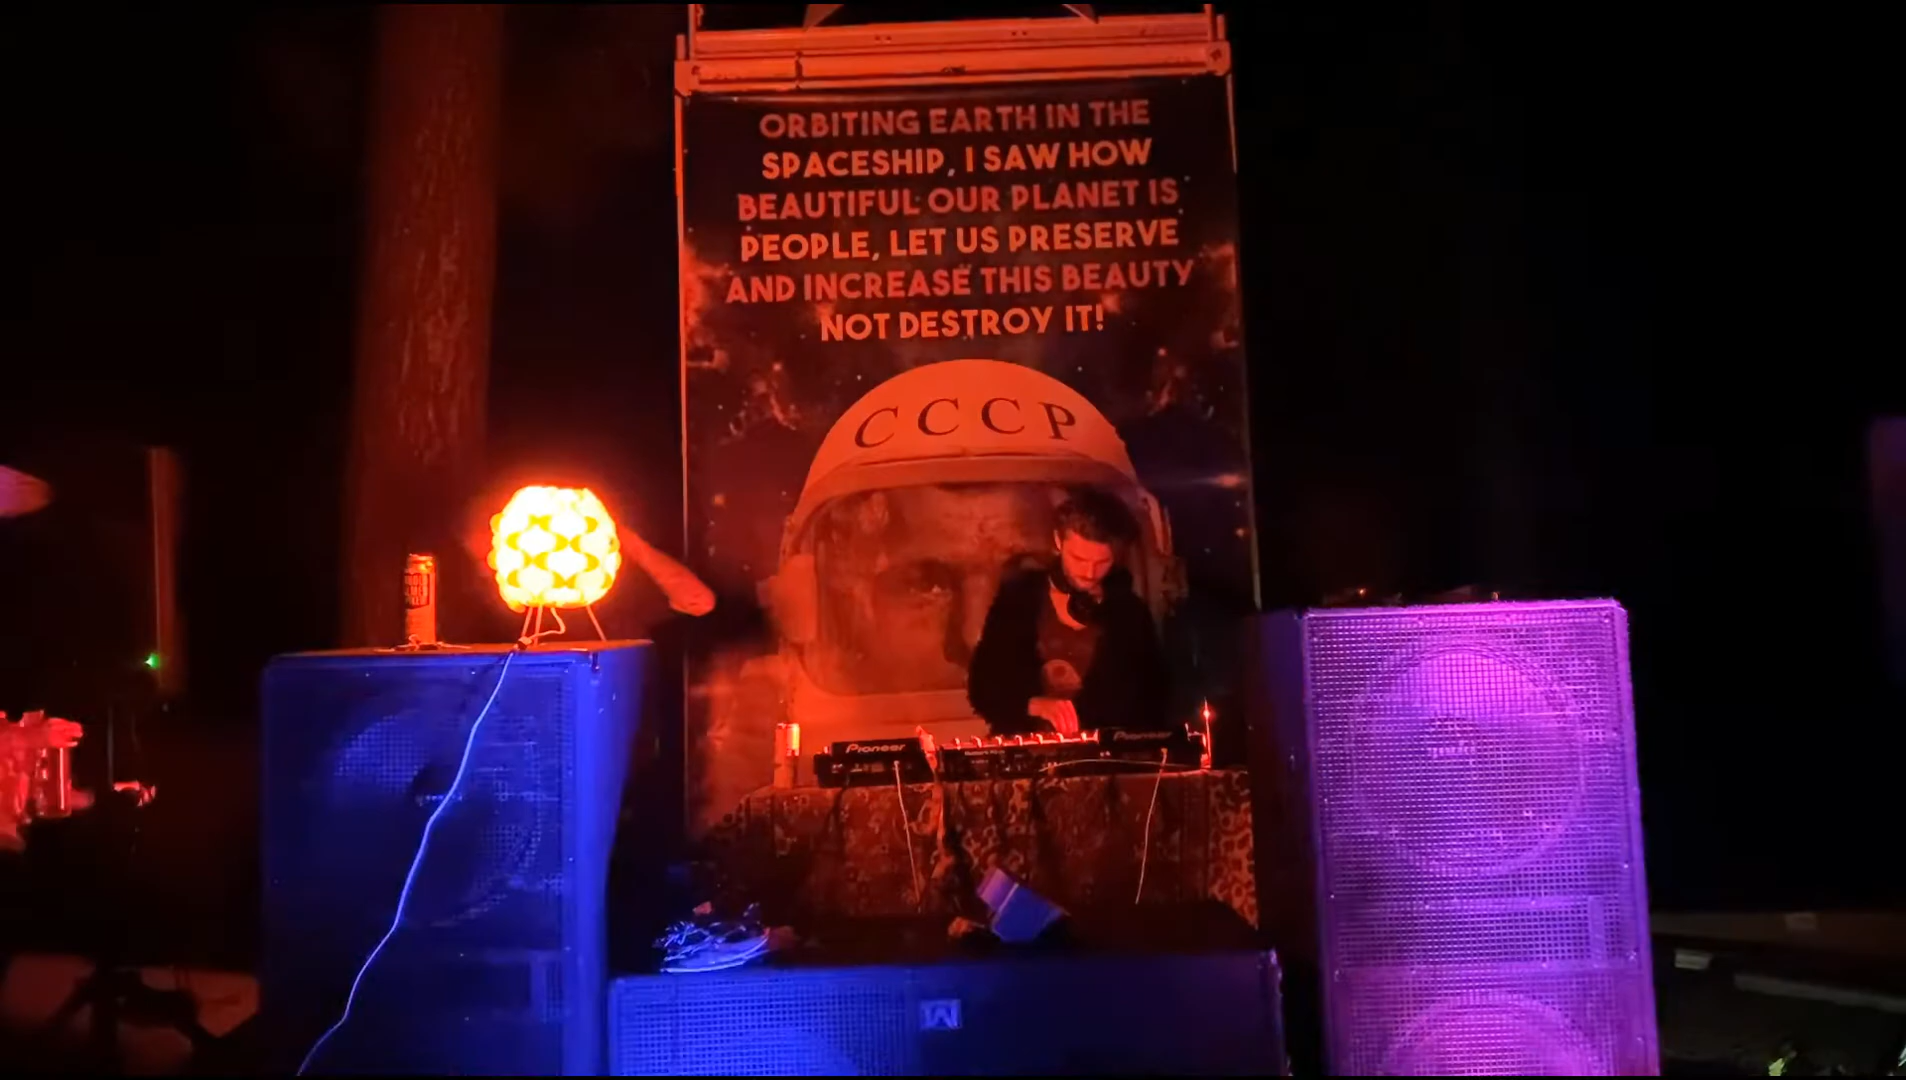 ORBITING EARTH IN THE
SPACESHIP, I SAW HOW
BEAUTIFUL OUR PLANET IS
PEOPLE, LET US PRESERVE
AND INCREASE THIS BEAUTY
NOT DESTROY IT!
СССР
Pioneer
Pioneer